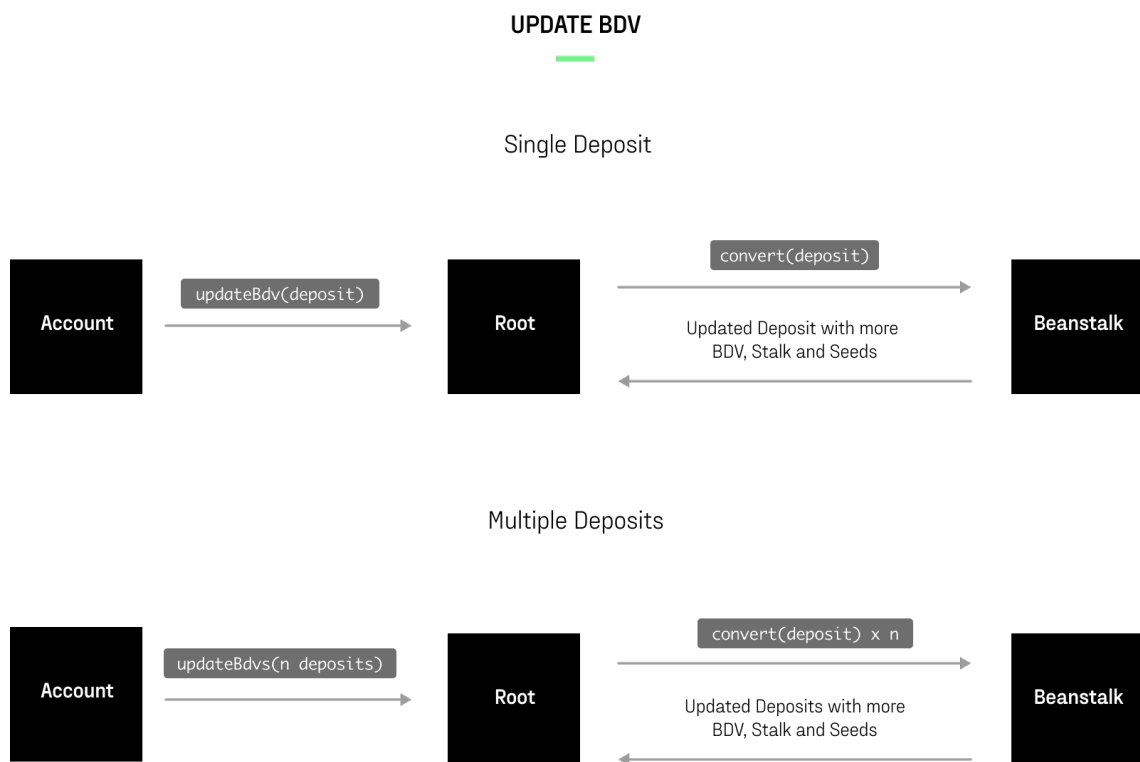 UPDATE BDV
Single Deposit
Account
updateBdv(deposit)
Root
convert(deposit)
Updated Deposit with more
BDV, Stalk and Seeds
Beanstalk
Multiple Deposits
Account
updateBdvs(n deposits)
Root
convert(deposit) x n
Updated Deposits with more
BDV, Stalk and Seeds
Beanstalk